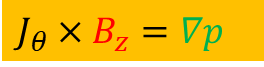 J_θ × B_z = ∇p